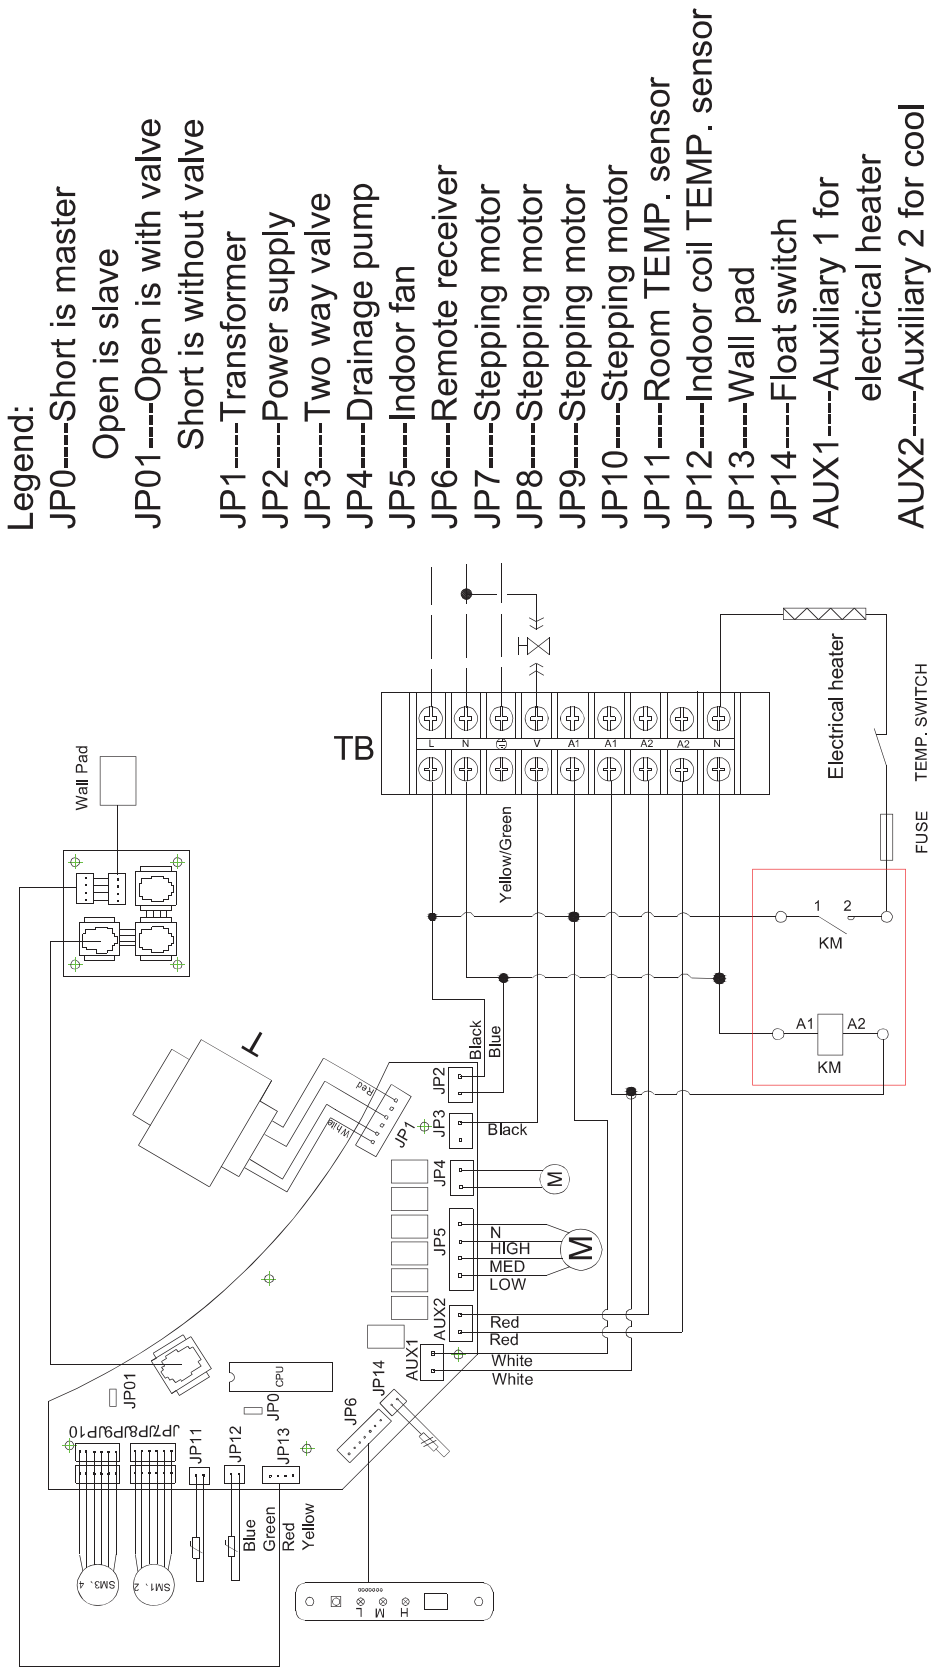 Legend:
JP0-----Short is master
Open is slave
JP01----Open is with valve
Short is without valve
JP1-----Transformer
JP2-----Power supply
JP3-----Two way valve
JP4-----Drainage pump
JP5-----Indoor fan
JP6-----Remote receiver
JP7-----Stepping motor
JP8-----Stepping motor
JP9-----Stepping motor
JP10----Stepping motor
JP11----Room TEMP. sensor
JP12----Indoor coil TEMP. sensor
JP13----Wall pad
JP14----Float switch
AUX1----Auxiliary 1 for
electrical heater
AUX2----Auxiliary 2 for cool
Wall Pad
TB
L
N
V
A1
A1
A2
A2
N
Yellow/Green
Electrical heater
TEMP. SWITCH
FUSE
1
2
KM
A1
A2
KM
T
Red
White
JP1
Black
Blue
JP2
JP3
Black
JP4
M
JP5
N
HIGH
MED
LOW
M
AUX2
Red
Red
AUX1
White
White
JP14
JP6
JP01
CPU
JP0
JP10
JP9
JP8
JP7
JP11
JP12
JP13
Blue
Green
Red
Yellow
SM3. 4
SM1. 2
L
M
H